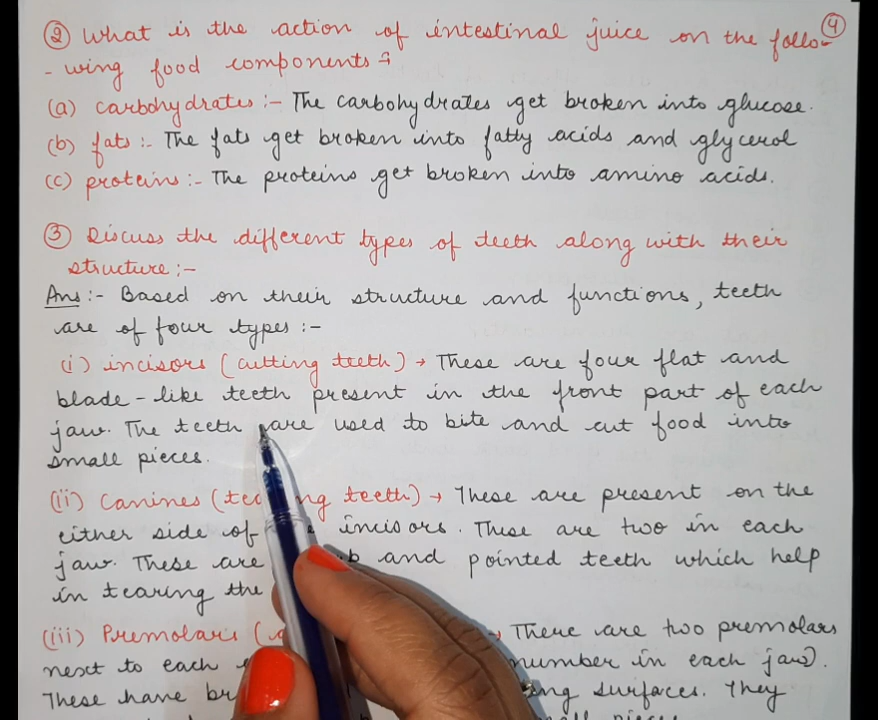 ④
② What is the action of intestinal juice on the follo-
- wing food components :-
(a) carbohydrates :- The carbohydrates get broken into glucose.
(b) fats :- The fats get broken into fatty acids and glycerol
(c) proteins :- The proteins get broken into amino acids.
③ Discuss the different types of teeth along with their
structure :-
Ans :- Based on their structure and functions, teeth
are of four types :-
(i) incisors (cutting teeth) → These are four flat and
blade - like teeth present in the front part of each
jaw. The teeth are used to bite and cut food into
small pieces.
(ii) Canines (tea ng teeth) → These are present on the
either side of incisors. These are two in each
jaw. These are and pointed teeth which help
in tearing the
(iii) Premolars ( → There are two premolars
next to each number in each jaw).
These have br ng surfaces. They